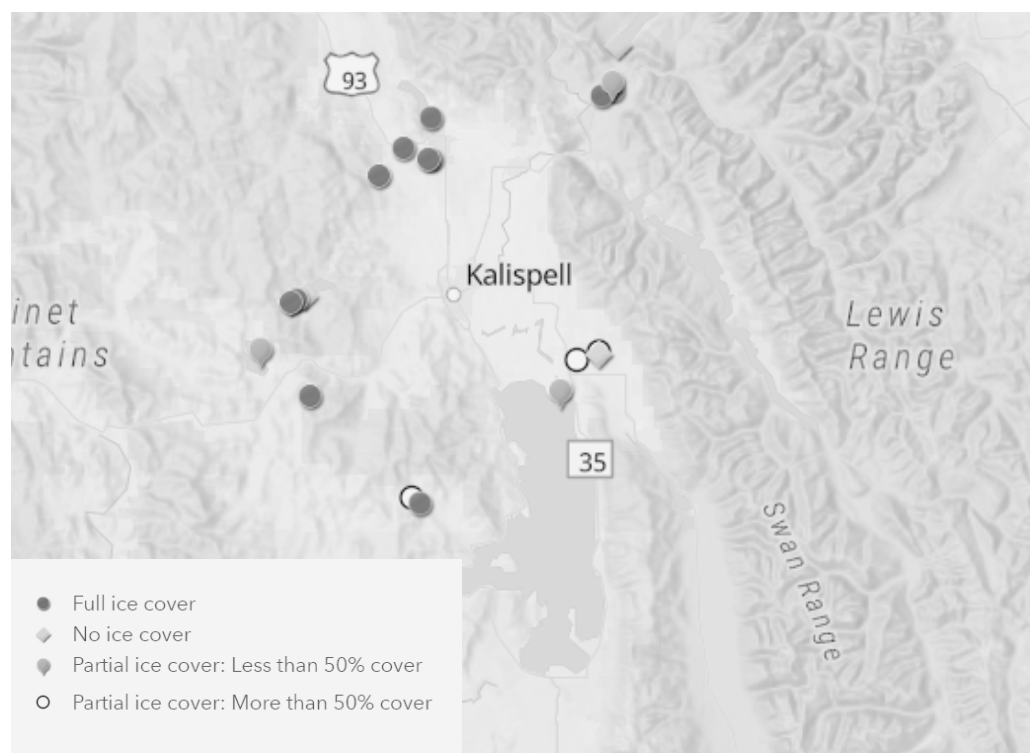 93
Kalispell
inet
tains
Lewis
Range
35
Swan Range
Full ice cover
No ice cover
Partial ice cover: Less than 50% cover
Partial ice cover: More than 50% cover